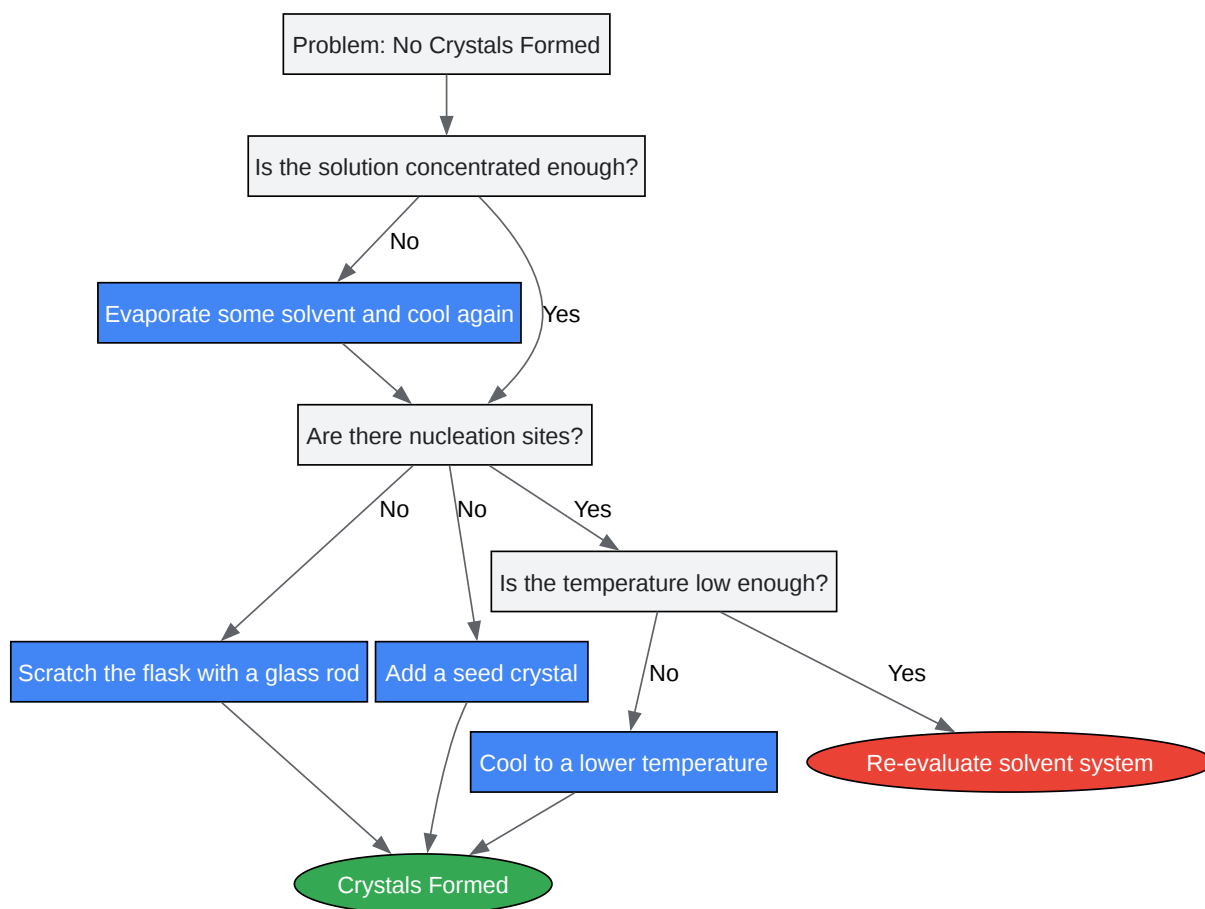 Problem: No Crystals Formed
Is the solution concentrated enough?
No
Evaporate some solvent and cool again
Yes
Are there nucleation sites?
No
No
Yes
Is the temperature low enough?
Scratch the flask with a glass rod
Add a seed crystal
No
Yes
Cool to a lower temperature
Re-evaluate solvent system
Crystals Formed